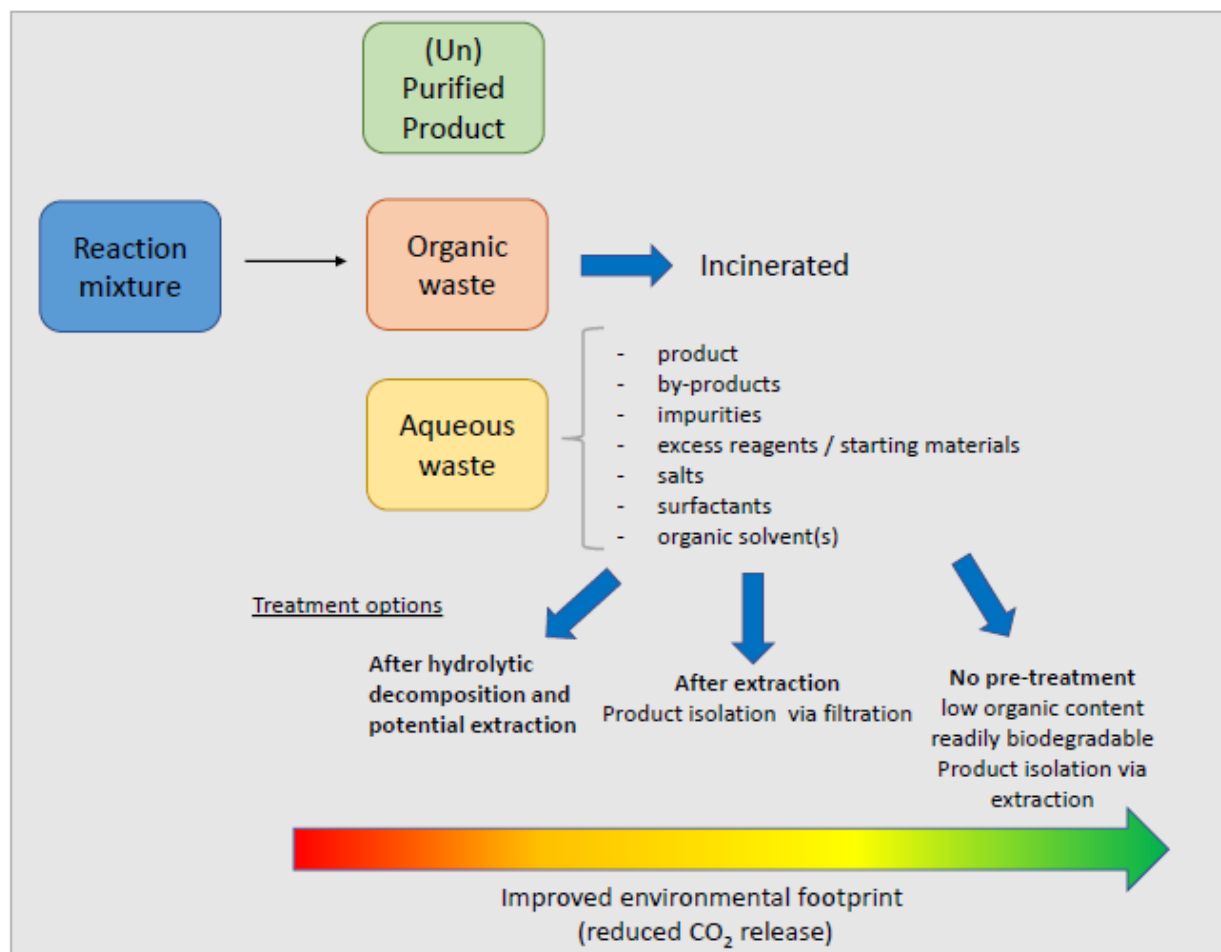 (Un)
Purified
Product
Reaction
mixture
Organic
waste
Incinerated
Aqueous
waste
- product
- by-products
- impurities
- excess reagents / starting materials
- salts
- surfactants
- organic solvent(s)
Treatment options
After hydrolytic
decomposition and
potential extraction
After extraction
Product isolation via filtration
No pre-treatment
low organic content
readily biodegradable
Product isolation via
extraction
Improved environmental footprint
(reduced CO₂ release)